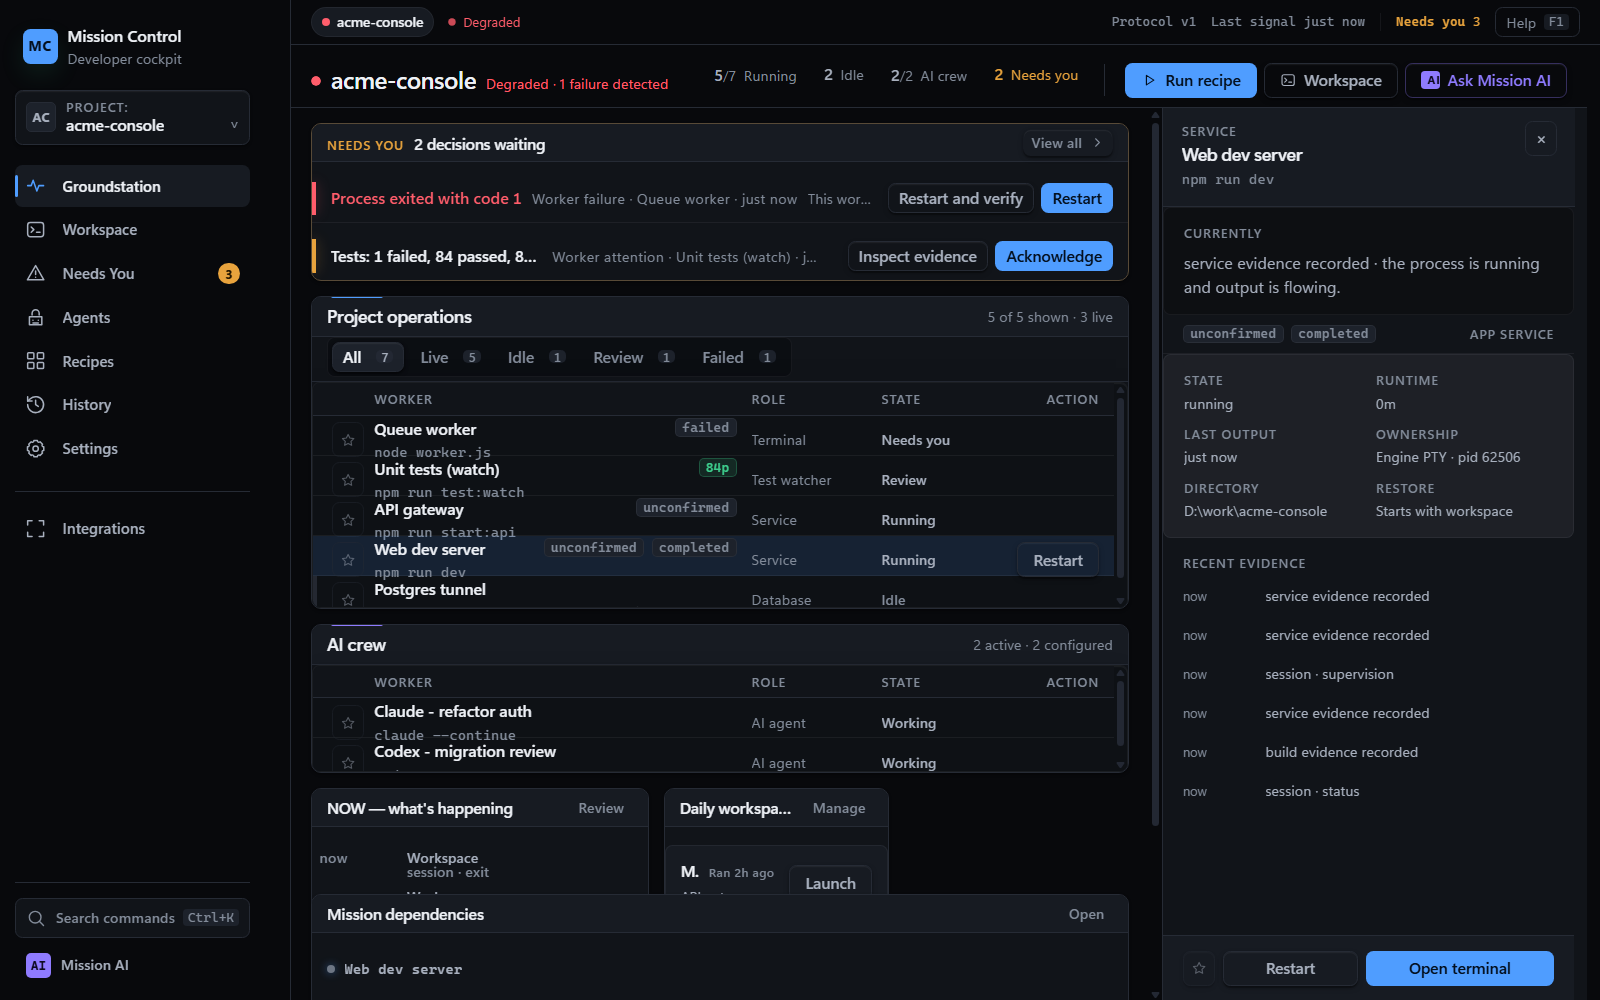 MC
Mission Control
Developer cockpit
AC
PROJECT:
acme-console
v
Groundstation
Workspace
Needs You 3
Agents
Recipes
History
Settings
Integrations
Search commands Ctrl+K
AI Mission AI
acme-console
Degraded
Protocol v1 Last signal just now
Needs you 3
Help F1
acme-console
Degraded · 1 failure detected
5/7 Running
2 Idle
2/2 AI crew
2 Needs you
Run recipe
Workspace
AI Ask Mission AI
NEEDS YOU 2 decisions waiting
View all
Process exited with code 1 Worker failure · Queue worker · just now This wor...
Restart and verify
Restart
Tests: 1 failed, 84 passed, 8... Worker attention · Unit tests (watch) · j...
Inspect evidence
Acknowledge
Project operations
5 of 5 shown · 3 live
All 7
Live 5
Idle 1
Review 1
Failed 1
WORKER ROLE STATE ACTION
Queue worker failed
node worker.js
Terminal Needs you
Unit tests (watch) 84p
npm run test:watch
Test watcher Review
API gateway unconfirmed
npm run start:api
Service Running
Web dev server unconfirmed completed
npm run dev
Service Running Restart
Postgres tunnel
Database Idle
AI crew
2 active · 2 configured
WORKER ROLE STATE ACTION
Claude - refactor auth
claude --continue
AI agent Working
Codex - migration review
AI agent Working
NOW — what's happening Review
now
Workspace
session · exit
Daily workspa... Manage
M. Ran 2h ago
Launch
Mission dependencies Open
Web dev server
SERVICE
Web dev server
npm run dev
×
CURRENTLY
service evidence recorded · the process is running
and output is flowing.
unconfirmed completed APP SERVICE
STATE RUNTIME
running 0m
LAST OUTPUT OWNERSHIP
just now Engine PTY · pid 62506
DIRECTORY RESTORE
D:\work\acme-console Starts with workspace
RECENT EVIDENCE
now service evidence recorded
now service evidence recorded
now session · supervision
now service evidence recorded
now build evidence recorded
now session · status
Restart
Open terminal